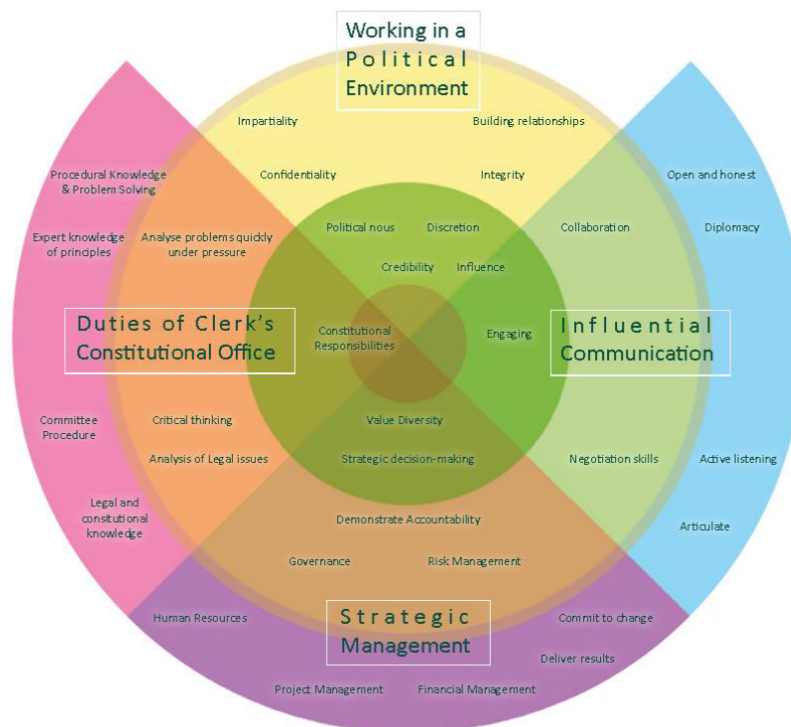 Working in a
Political
Environment
Impartiality
Building relationships
Confidentiality
Integrity
Procedural Knowledge
& Problem Solving
Open and honest
Political nous
Discretion
Collaboration
Diplomacy
Expert knowledge
of principles
Analyse problems quickly
under pressure
Credibility
Influence
Duties of Clerk's
Constitutional Office
Constitutional
Responsibilities
Engaging
Influential
Communication
Committee
Procedure
Critical thinking
Value Diversity
Analysis of Legal issues
Strategic decision-making
Negotiation skills
Active listening
Legal and
consitutional
knowledge
Demonstrate Accountability
Articulate
Governance
Risk Management
Human Resources
Strategic
Management
Commit to change
Deliver results
Project Management
Financial Management